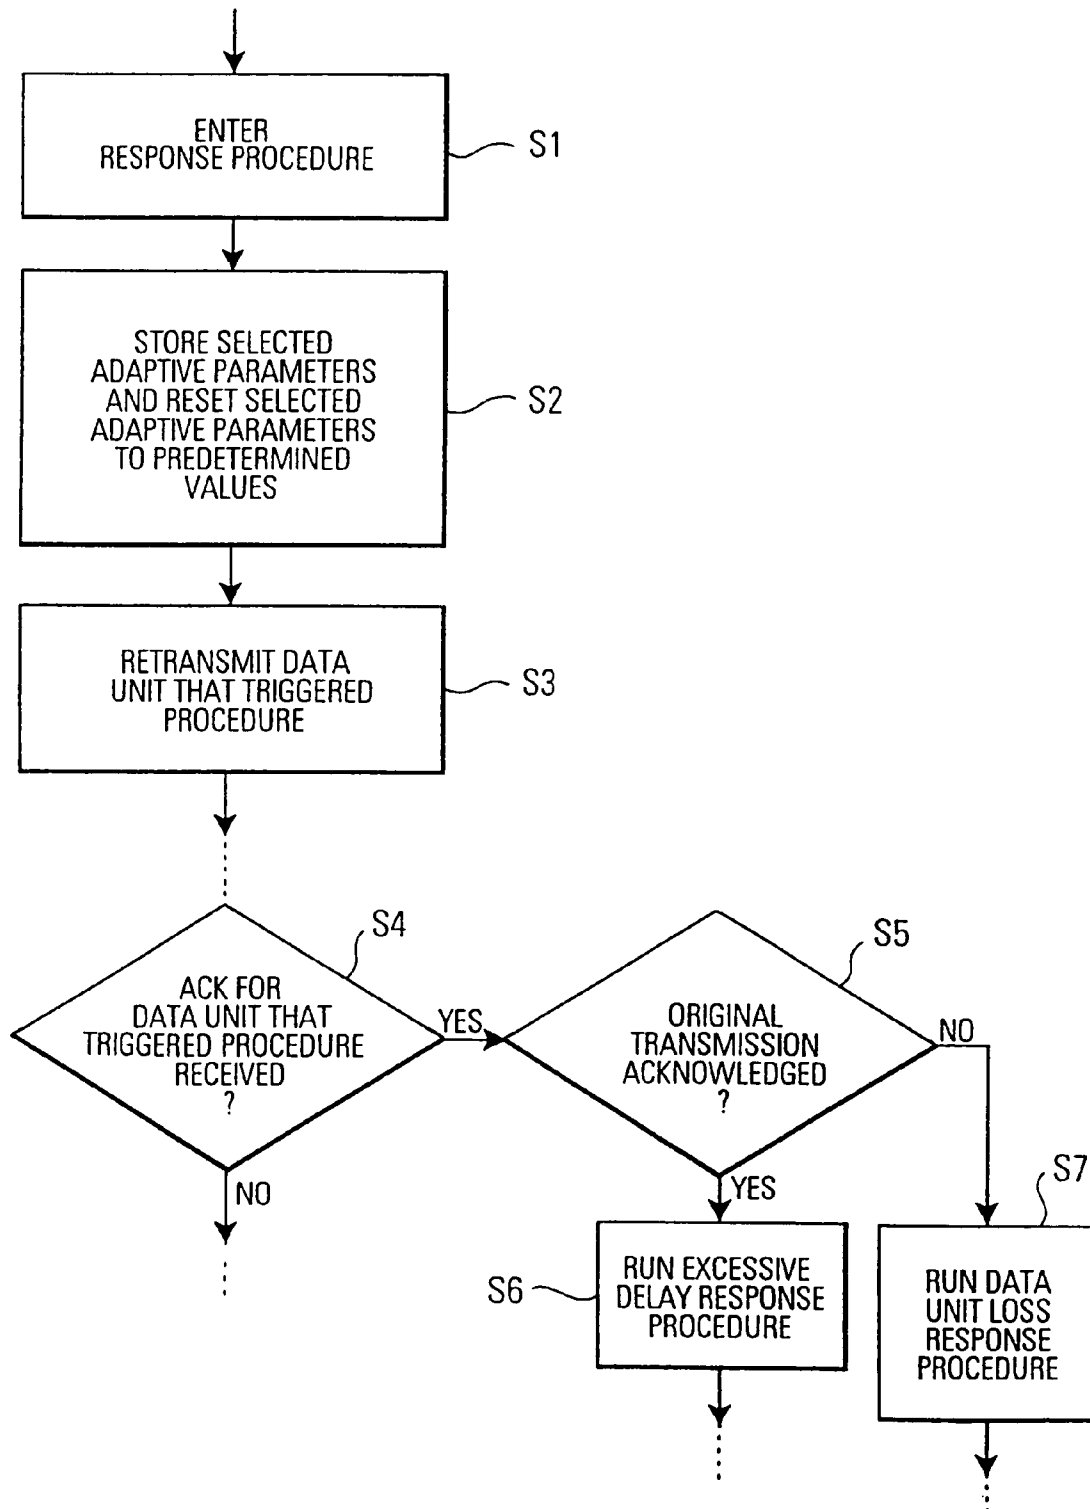 ENTER
RESPONSE PROCEDURE
S1
STORE SELECTED
ADAPTIVE PARAMETERS
AND RESET SELECTED
ADAPTIVE PARAMETERS
TO PREDETERMINED
VALUES
S2
RETRANSMIT DATA
UNIT THAT TRIGGERED
PROCEDURE
S3
ACK FOR
DATA UNIT THAT
TRIGGERED PROCEDURE
RECEIVED
?
S4
YES
NO
ORIGINAL
TRANSMISSION
ACKNOWLEDGED
?
S5
NO
YES
RUN EXCESSIVE
DELAY RESPONSE
PROCEDURE
S6
RUN DATA
UNIT LOSS
RESPONSE
PROCEDURE
S7